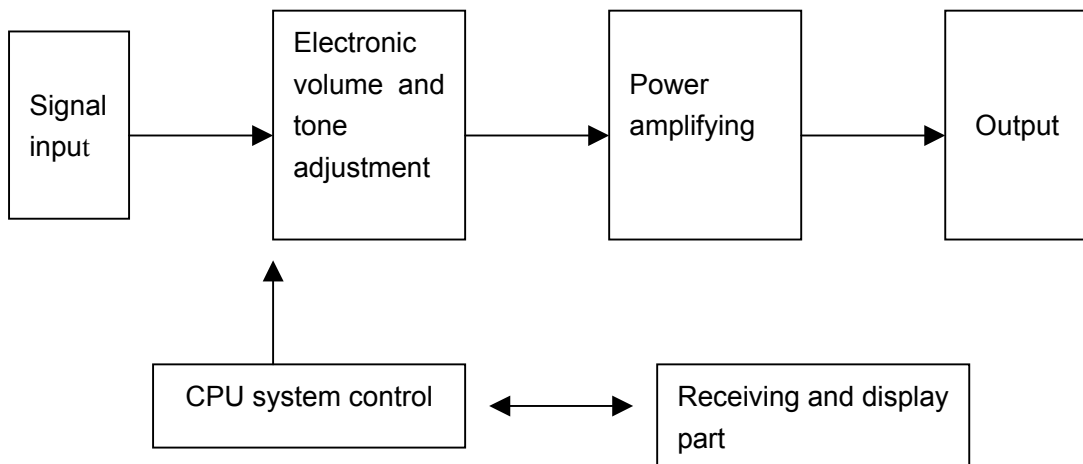 Signal
input
Electronic
volume and
tone
adjustment
Power
amplifying
Output
CPU system control
Receiving and display
part